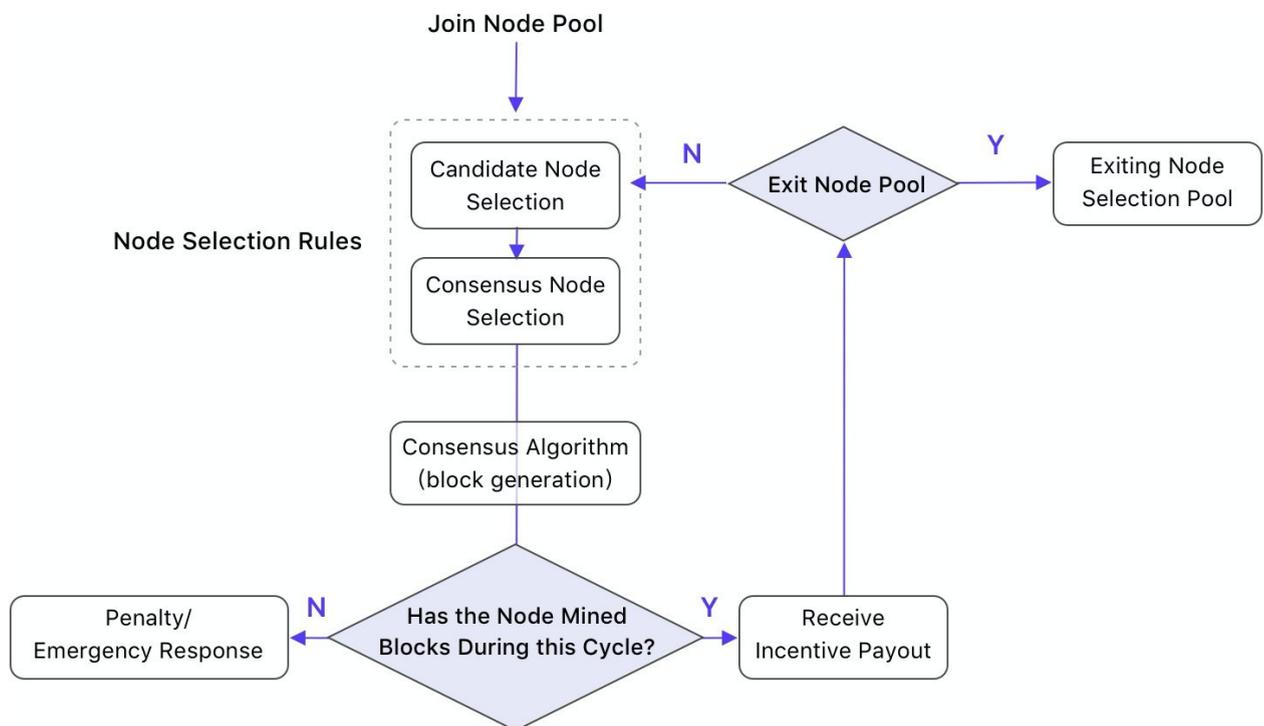 Join Node Pool
Candidate Node
Selection
N
Exit Node Pool
Y
Exiting Node
Selection Pool
Node Selection Rules
Consensus Node
Selection
Consensus Algorithm
(block generation)
Has the Node Mined
Blocks During this Cycle?
N
Penalty/
Emergency Response
Y
Receive
Incentive Payout